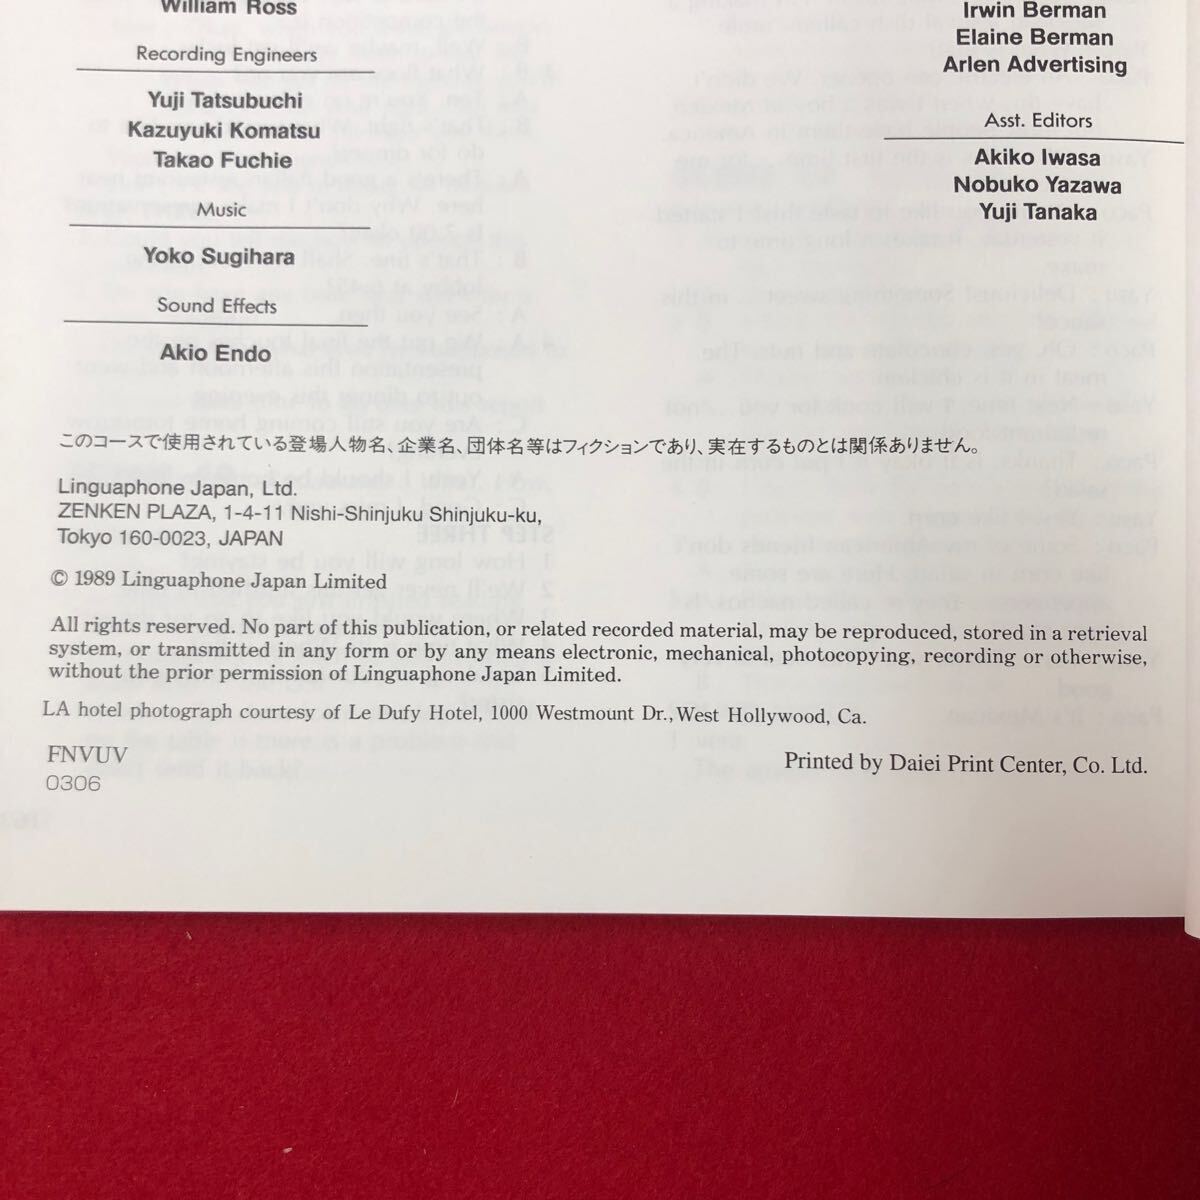 William Ross
Recording Engineers
Yuji Tatsubuchi
Kazuyuki Komatsu
Takao Fuchie
Music
Yoko Sugihara
Sound Effects
Akio Endo
Irwin Berman
Elaine Berman
Arlen Advertising
Asst. Editors
Akiko Iwasa
Nobuko Yazawa
Yuji Tanaka
このコースで使用されている登場人物名、企業名、団体名等はフィクションであり、実在するものとは関係ありません。
Linguaphone Japan, Ltd.
ZENKEN PLAZA, 1-4-11 Nishi-Shinjuku Shinjuku-ku,
Tokyo 160-0023, JAPAN
© 1989 Linguaphone Japan Limited
All rights reserved. No part of this publication, or related recorded material, may be reproduced, stored in a retrieval
system, or transmitted in any form or by any means electronic, mechanical, photocopying, recording or otherwise,
without the prior permission of Linguaphone Japan Limited.
LA hotel photograph courtesy of Le Dufy Hotel, 1000 Westmount Dr., West Hollywood, Ca.
FNVUV
0306
Printed by Daiei Print Center, Co. Ltd.